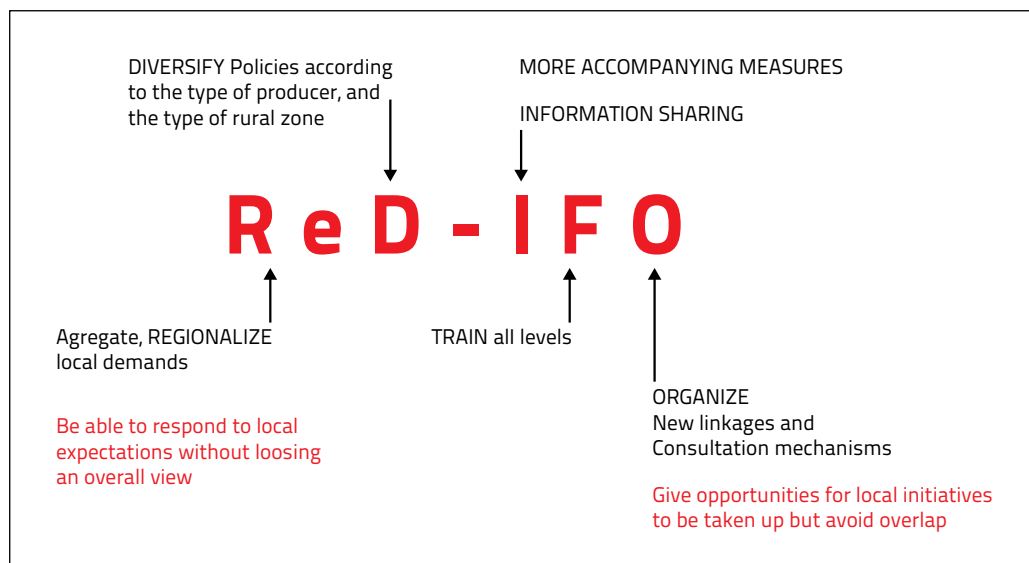 DIVERSIFY Policies according
to the type of producer, and
the type of rural zone
MORE ACCOMPANYING MEASURES
INFORMATION SHARING
ReD-IFO
Agregate, REGIONALIZE
local demands
Be able to respond to local
expectations without loosing
an overall view
TRAIN all levels
ORGANIZE
New linkages and
Consultation mechanisms
Give opportunities for local initiatives
to be taken up but avoid overlap